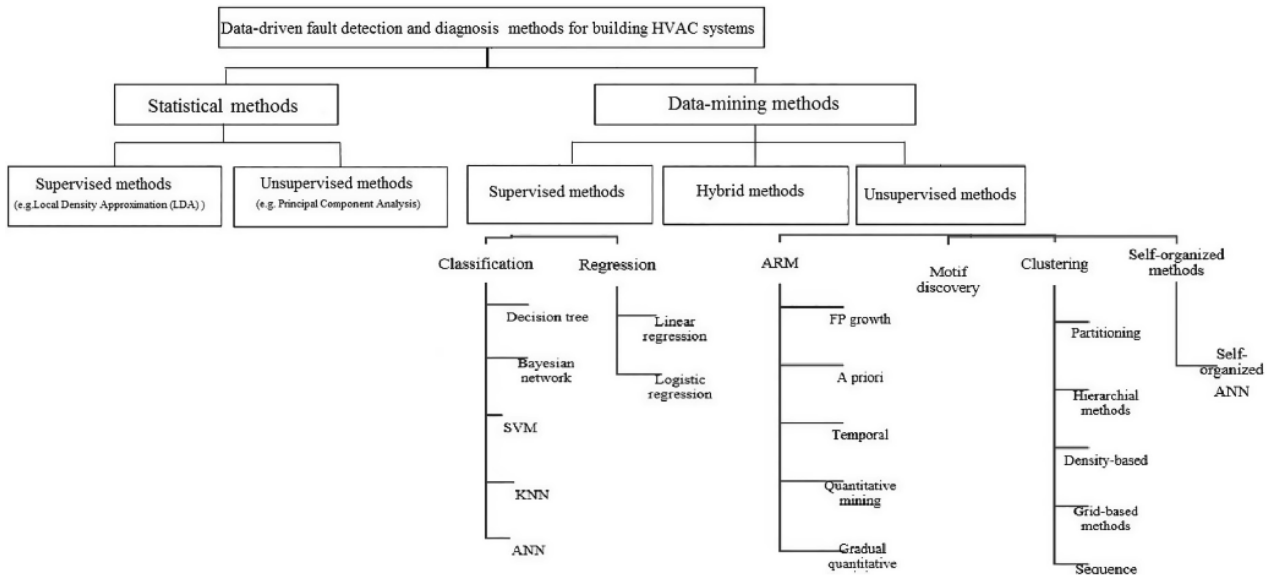 Data-driven fault detection and diagnosis methods for building HVAC systems
Statistical methods
Data-mining methods
Supervised methods
(e.g.Local Density Approximation (LDA) )
Unsupervised methods
(e.g. Principal Component Analysis)
Supervised methods
Hybrid methods
Unsupervised methods
Classification
Decision tree
Bayesian
network
SVM
KNN
ANN
Regression
Linear
regression
Logistic
regression
ARM
FP growth
A priori
Temporal
Quantitative
mining
Gradual
quantitative
Motif
discovery
Clustering
Partitioning
Hierarchial
methods
Density-based
Grid-based
methods
Sequence
Self-organized
methods
Self-
organized
ANN